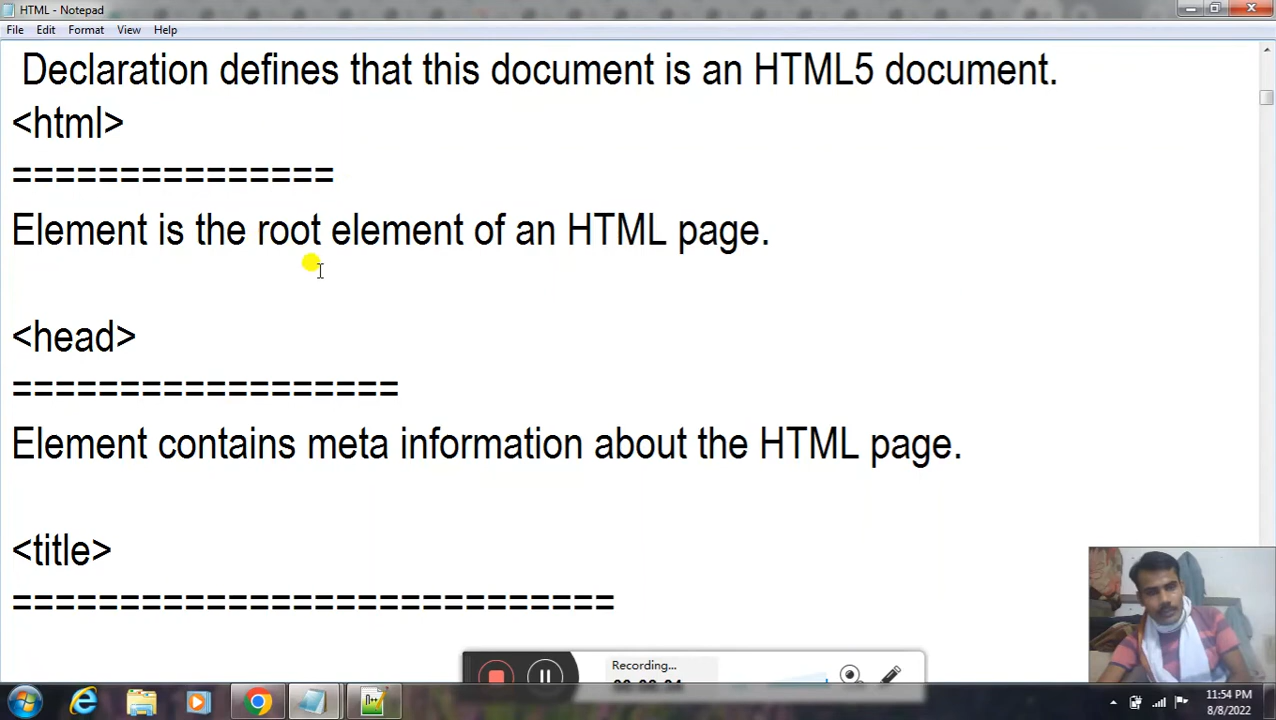 HTML - Notepad
File Edit Format View Help
Declaration defines that this document is an HTML5 document.
<html>
===============
Element is the root element of an HTML page.
<head>
==================
Element contains meta information about the HTML page.
<title>
============================
Recording...
11:54 PM
8/8/2022